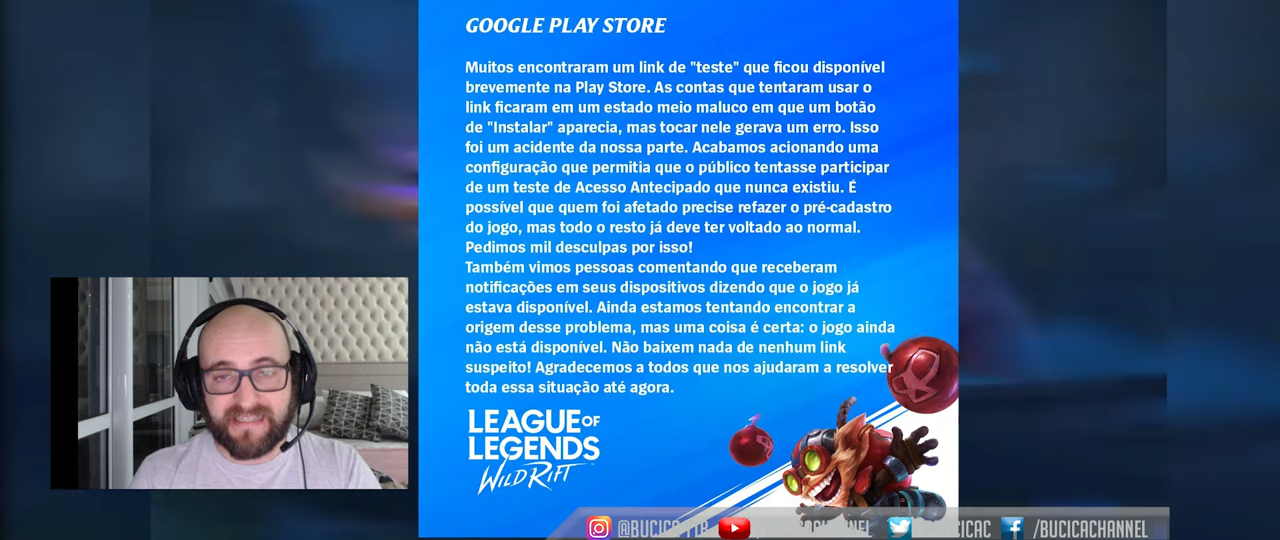 GOOGLE PLAY STORE
Muitos encontraram um link de "teste" que ficou disponível
brevemente na Play Store. As contas que tentaram usar o
link ficaram em um estado meio maluco em que um botão
de "Instalar" aparecia, mas tocar nele gerava um erro. Isso
foi um acidente da nossa parte. Acabamos acionando uma
configuração que permitia que o público tentasse participar
de um teste de Acesso Antecipado que nunca existiu. É
possível que quem foi afetado precise refazer o pré-cadastro
do jogo, mas todo o resto já deve ter voltado ao normal.
Pedimos mil desculpas por isso!
Também vimos pessoas comentando que receberam
notificações em seus dispositivos dizendo que o jogo já
estava disponível. Ainda estamos tentando encontrar a
origem desse problema, mas uma coisa é certa: o jogo ainda
não está disponível. Não baixem nada de nenhum link
suspeito! Agradecemos a todos que nos ajudaram a resolver
toda essa situação até agora.
LEAGUE OF
LEGENDS
WILD RIFT
/BUCICACHANNEL